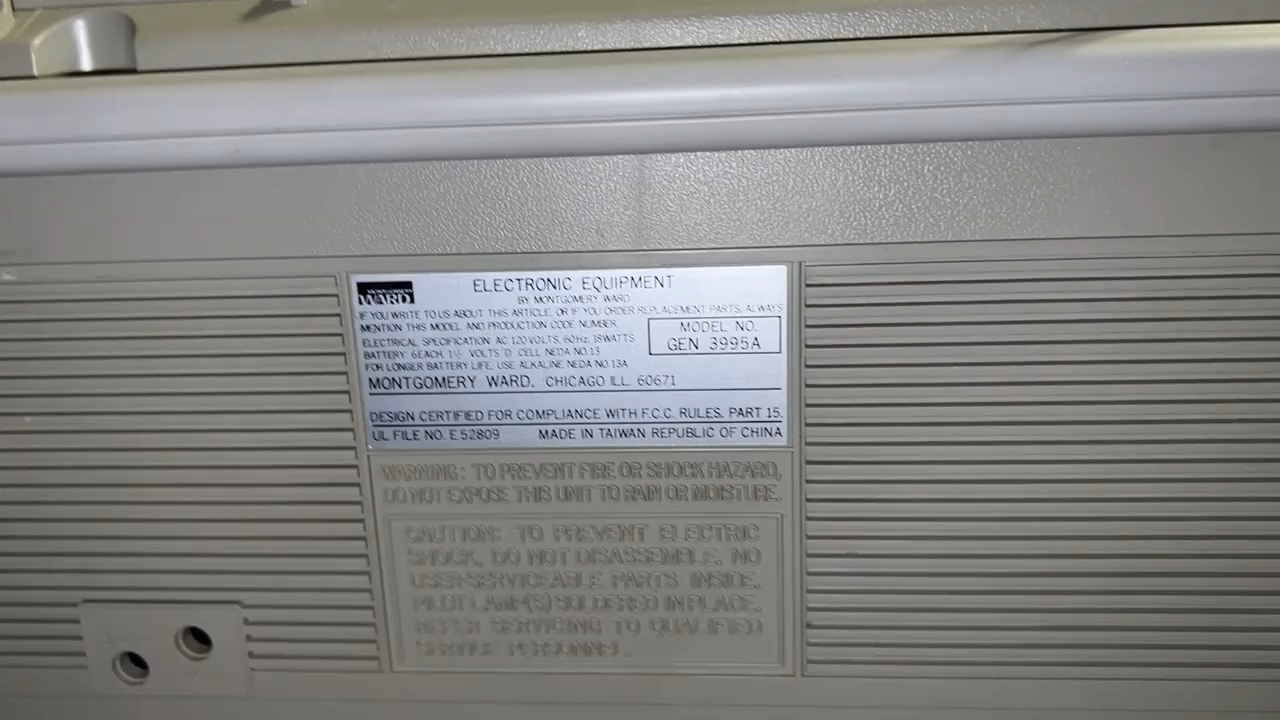 MONTGOMERY
WARD
ELECTRONIC EQUIPMENT
BY MONTGOMERY WARD
IF YOU WRITE TO US ABOUT THIS ARTICLE, OR IF YOU ORDER REPLACEMENT PARTS, ALWAYS
MENTION THIS MODEL AND PRODUCTION CODE NUMBER.
MODEL NO.
GEN 3995A
ELECTRICAL SPECIFICATION AC 120 VOLTS, 60Hz, 18WATTS
BATTERY 6EACH, 1½ VOLTS "D" CELL NEDA NO.13
FOR LONGER BATTERY LIFE, USE ALKALINE NEDA NO.13A
MONTGOMERY WARD, CHICAGO ILL. 60671
DESIGN CERTIFIED FOR COMPLIANCE WITH F.C.C. RULES, PART 15.
UL FILE NO. E52809 MADE IN TAIWAN REPUBLIC OF CHINA
WARNING: TO PREVENT FIRE OR SHOCK HAZARD,
DO NOT EXPOSE THIS UNIT TO RAIN OR MOISTURE.
CAUTION: TO PREVENT ELECTRIC
SHOCK, DO NOT DISASSEMBLE. NO
USER-SERVICEABLE PARTS INSIDE.
PILOT LAMP(S) SOLDERED IN PLACE.
REFER SERVICING TO QUALIFIED
SERVICE PERSONNEL.